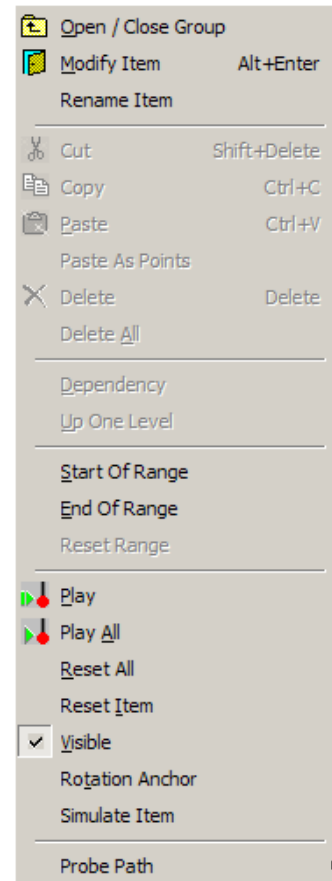 Open / Close Group
Modify Item Alt+Enter
Rename Item
Cut Shift+Delete
Copy Ctrl+C
Paste Ctrl+V
Paste As Points
Delete Delete
Delete All
Dependency
Up One Level
Start Of Range
End Of Range
Reset Range
Play
Play All
Reset All
Reset Item
Visible
Rotation Anchor
Simulate Item
Probe Path